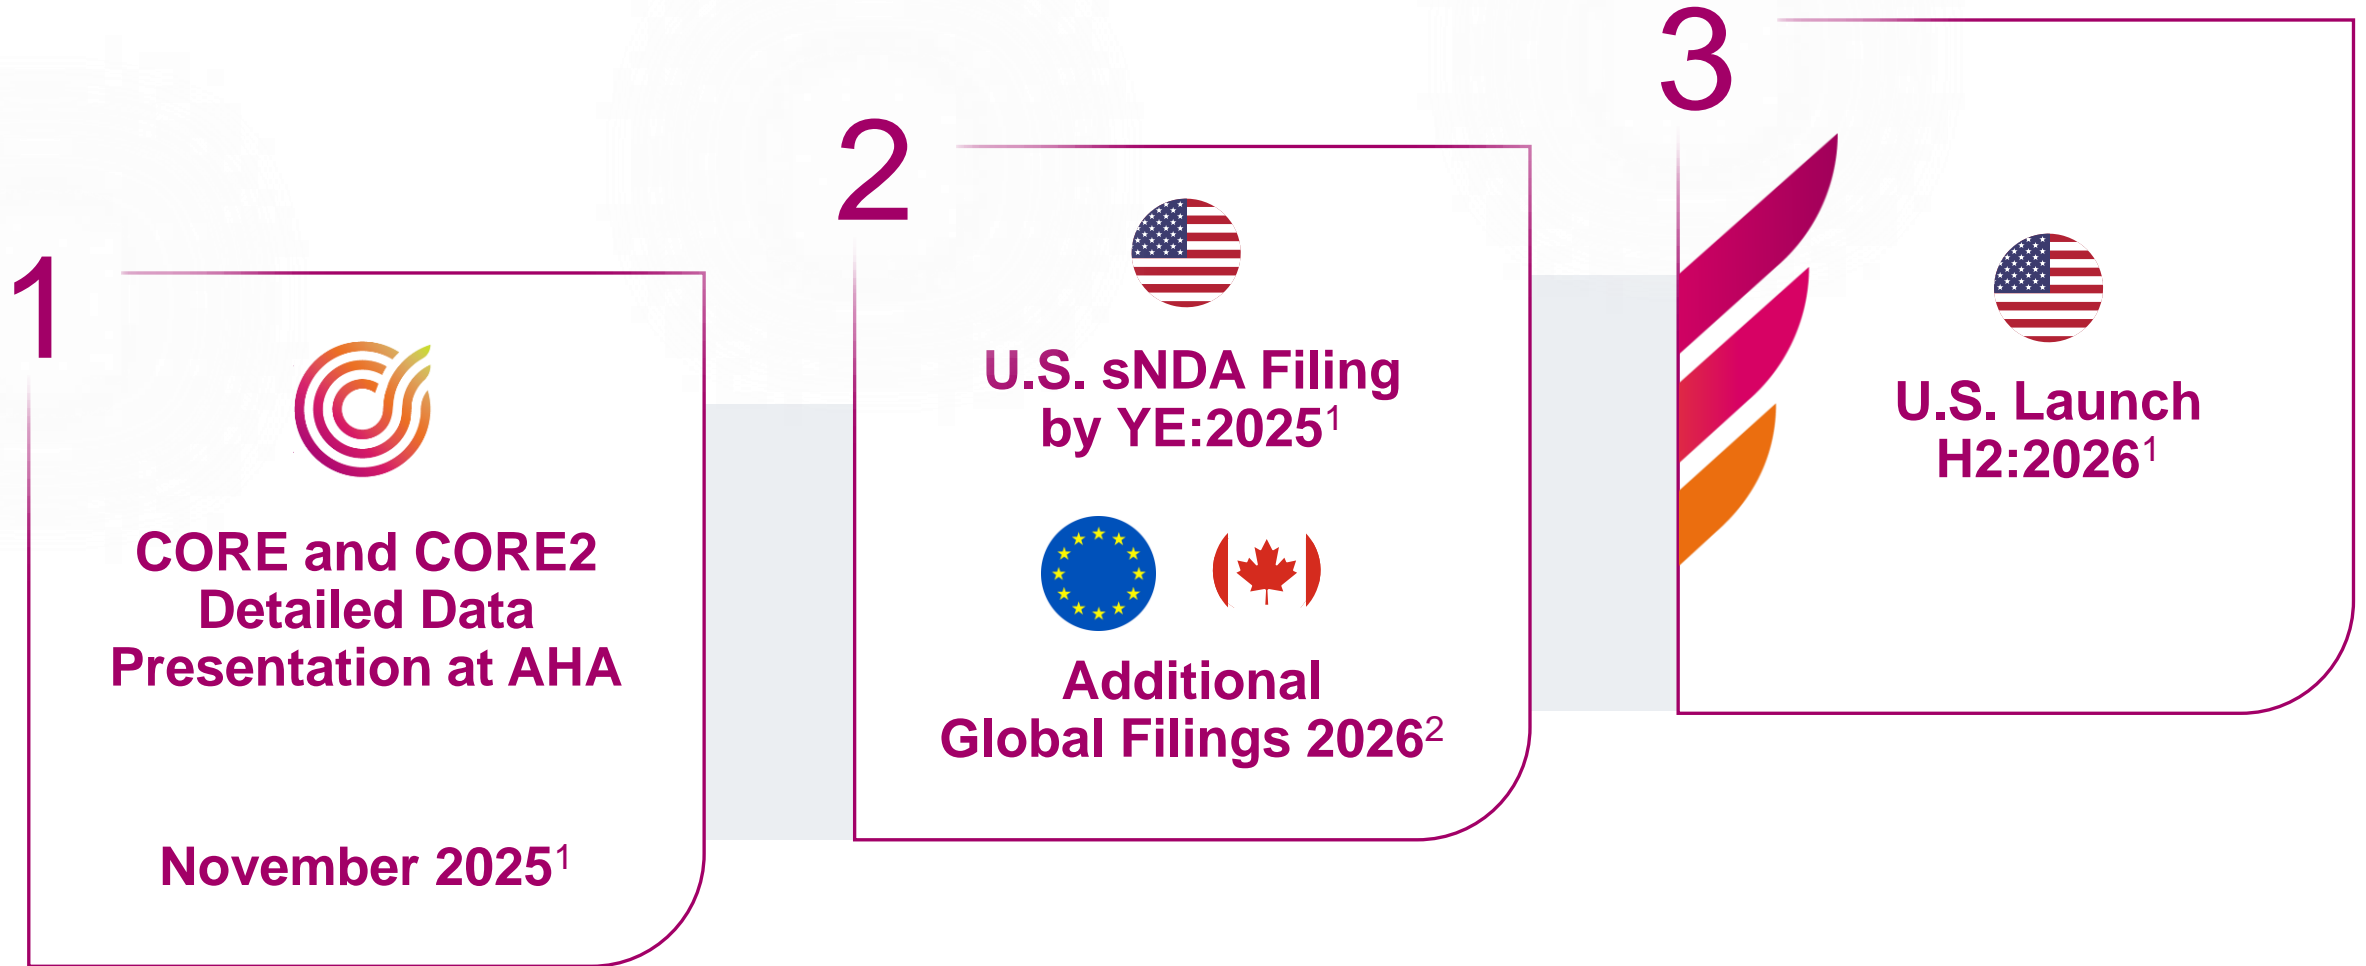 1
CORE and CORE2
Detailed Data
Presentation at AHA
November 2025¹
2
U.S. sNDA Filing
by YE:2025¹
Additional
Global Filings 2026²
3
U.S. Launch
H2:2026¹